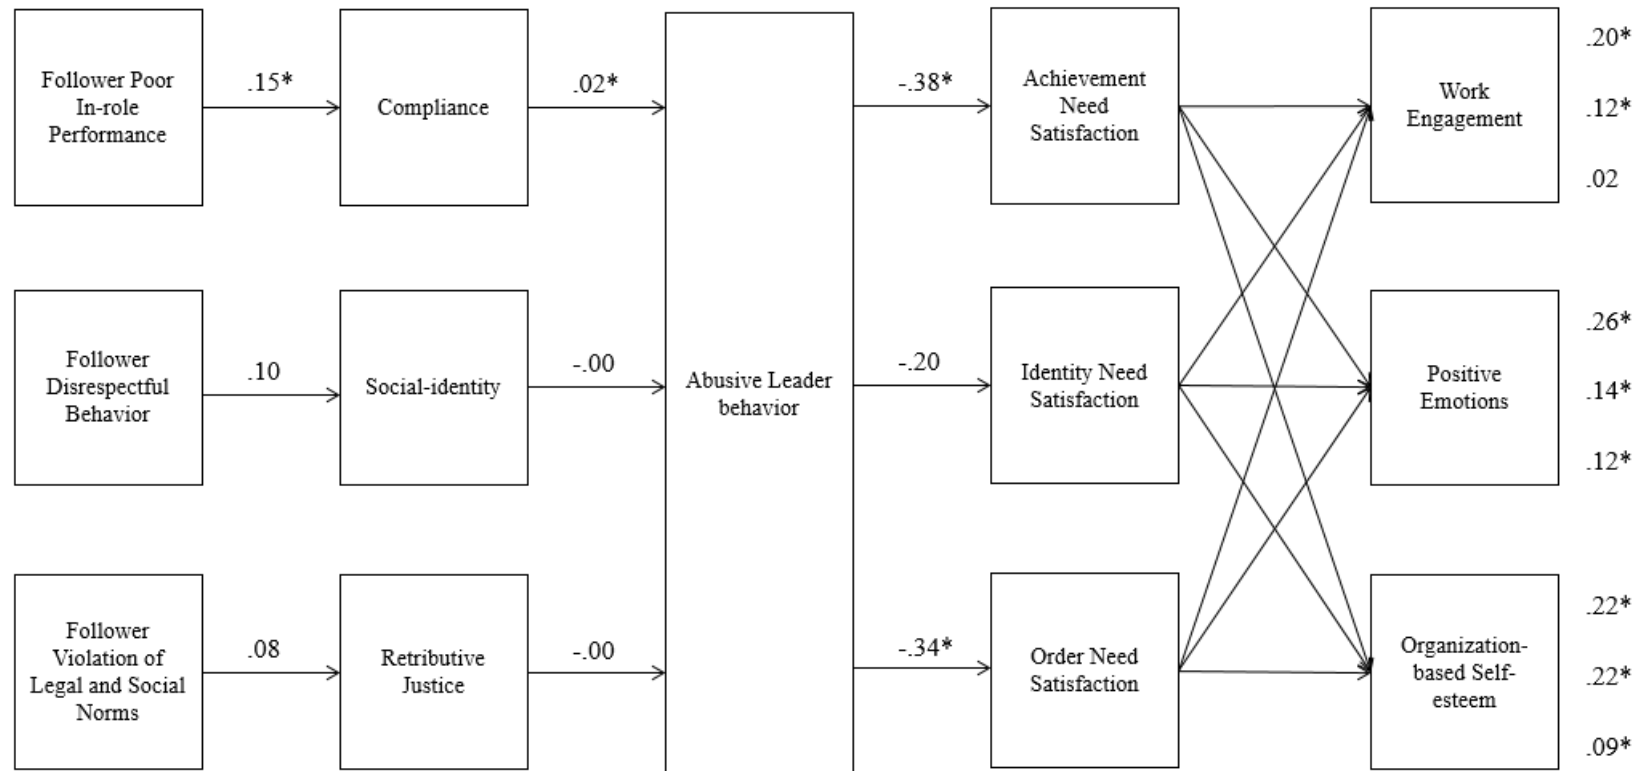 Follower Poor
In-role
Performance
.15*
Compliance
.02*
-.38*
Achievement
Need
Satisfaction
Work
Engagement
.20*
.12*
.02
Follower
Disrespectful
Behavior
.10
Social-identity
-.00
Abusive Leader
behavior
-.20
Identity Need
Satisfaction
Positive
Emotions
.26*
.14*
.12*
Follower
Violation of
Legal and Social
Norms
.08
Retributive
Justice
-.00
-.34*
Order Need
Satisfaction
Organization-
based Self-
esteem
.22*
.22*
.09*